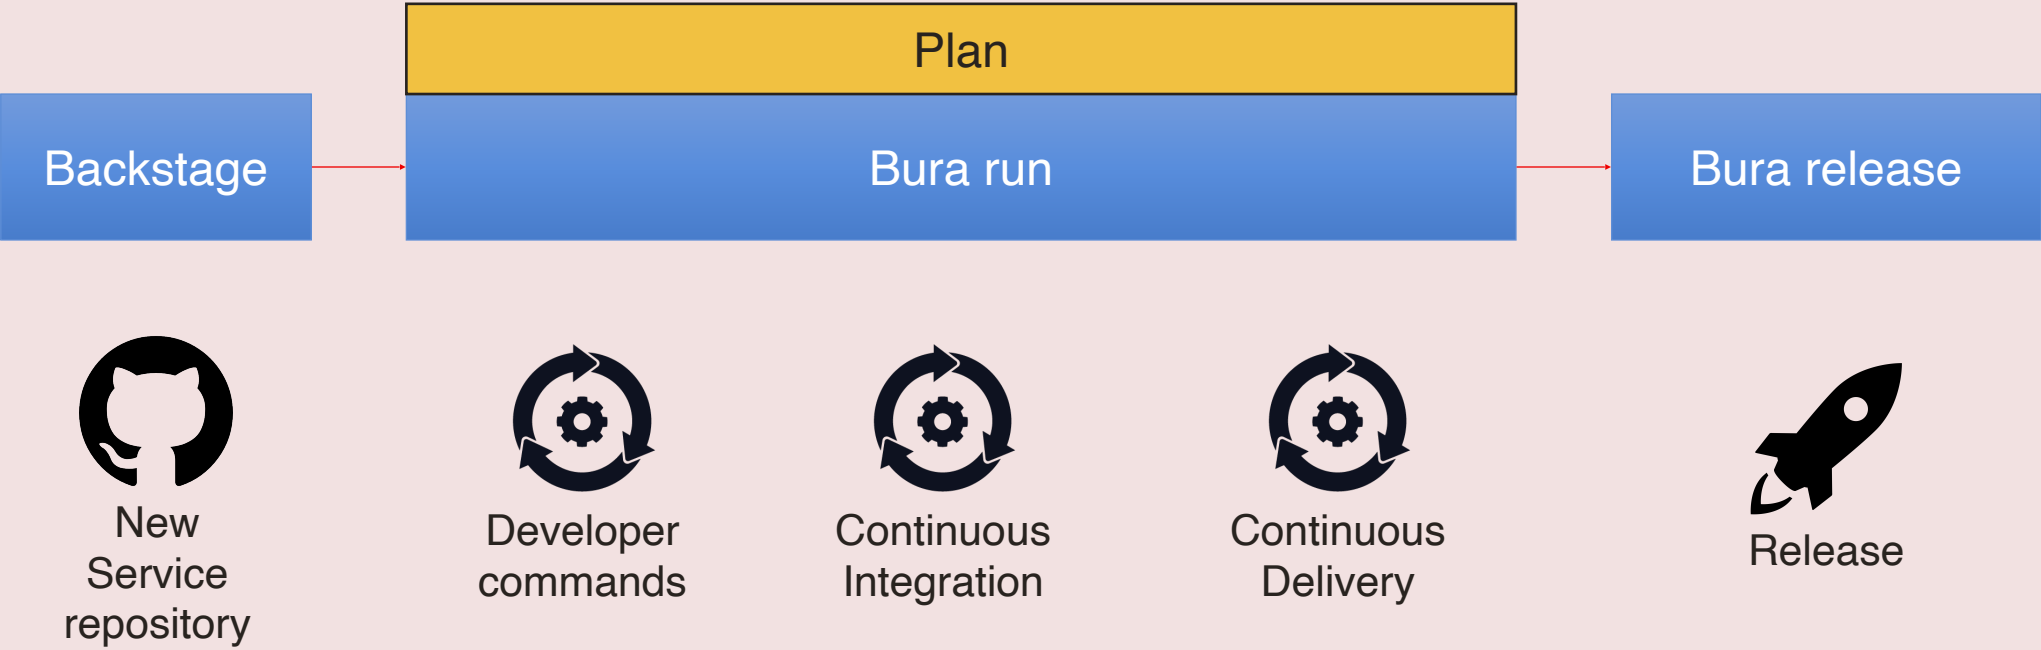 Plan
Backstage
Bura run
Bura release
New
Service
repository
Developer
commands
Continuous
Integration
Continuous
Delivery
Release